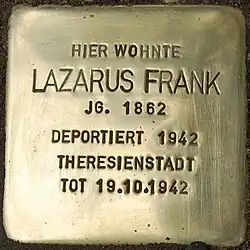 HIER WOHNTE
LAZARUS FRANK
JG. 1862
DEPORTIERT 1942
THERESIENSTADT
TOT 19.10.1942